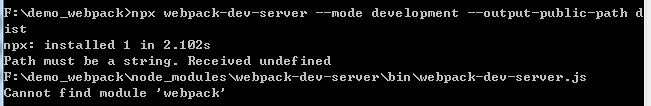 F:\demo_webpack>npx webpack-dev-server --mode development --output-public-path d
ist
npx: installed 1 in 2.102s
Path must be a string. Received undefined
F:\demo_webpack\node_modules\webpack-dev-server\bin\webpack-dev-server.js
Cannot find module 'webpack'